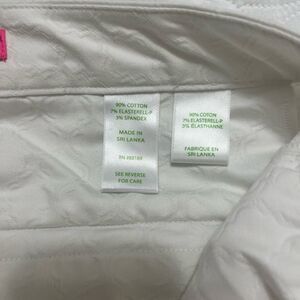 90% COTTON
7% ELASTERELL-P
3% SPANDEX
MADE IN
SRI LANKA
SEE REVERSE
FOR CARE
90% COTTON
7% ELASTERELL-P
3% ELASTHANNE
FABRIQUE EN
SRI LANKA